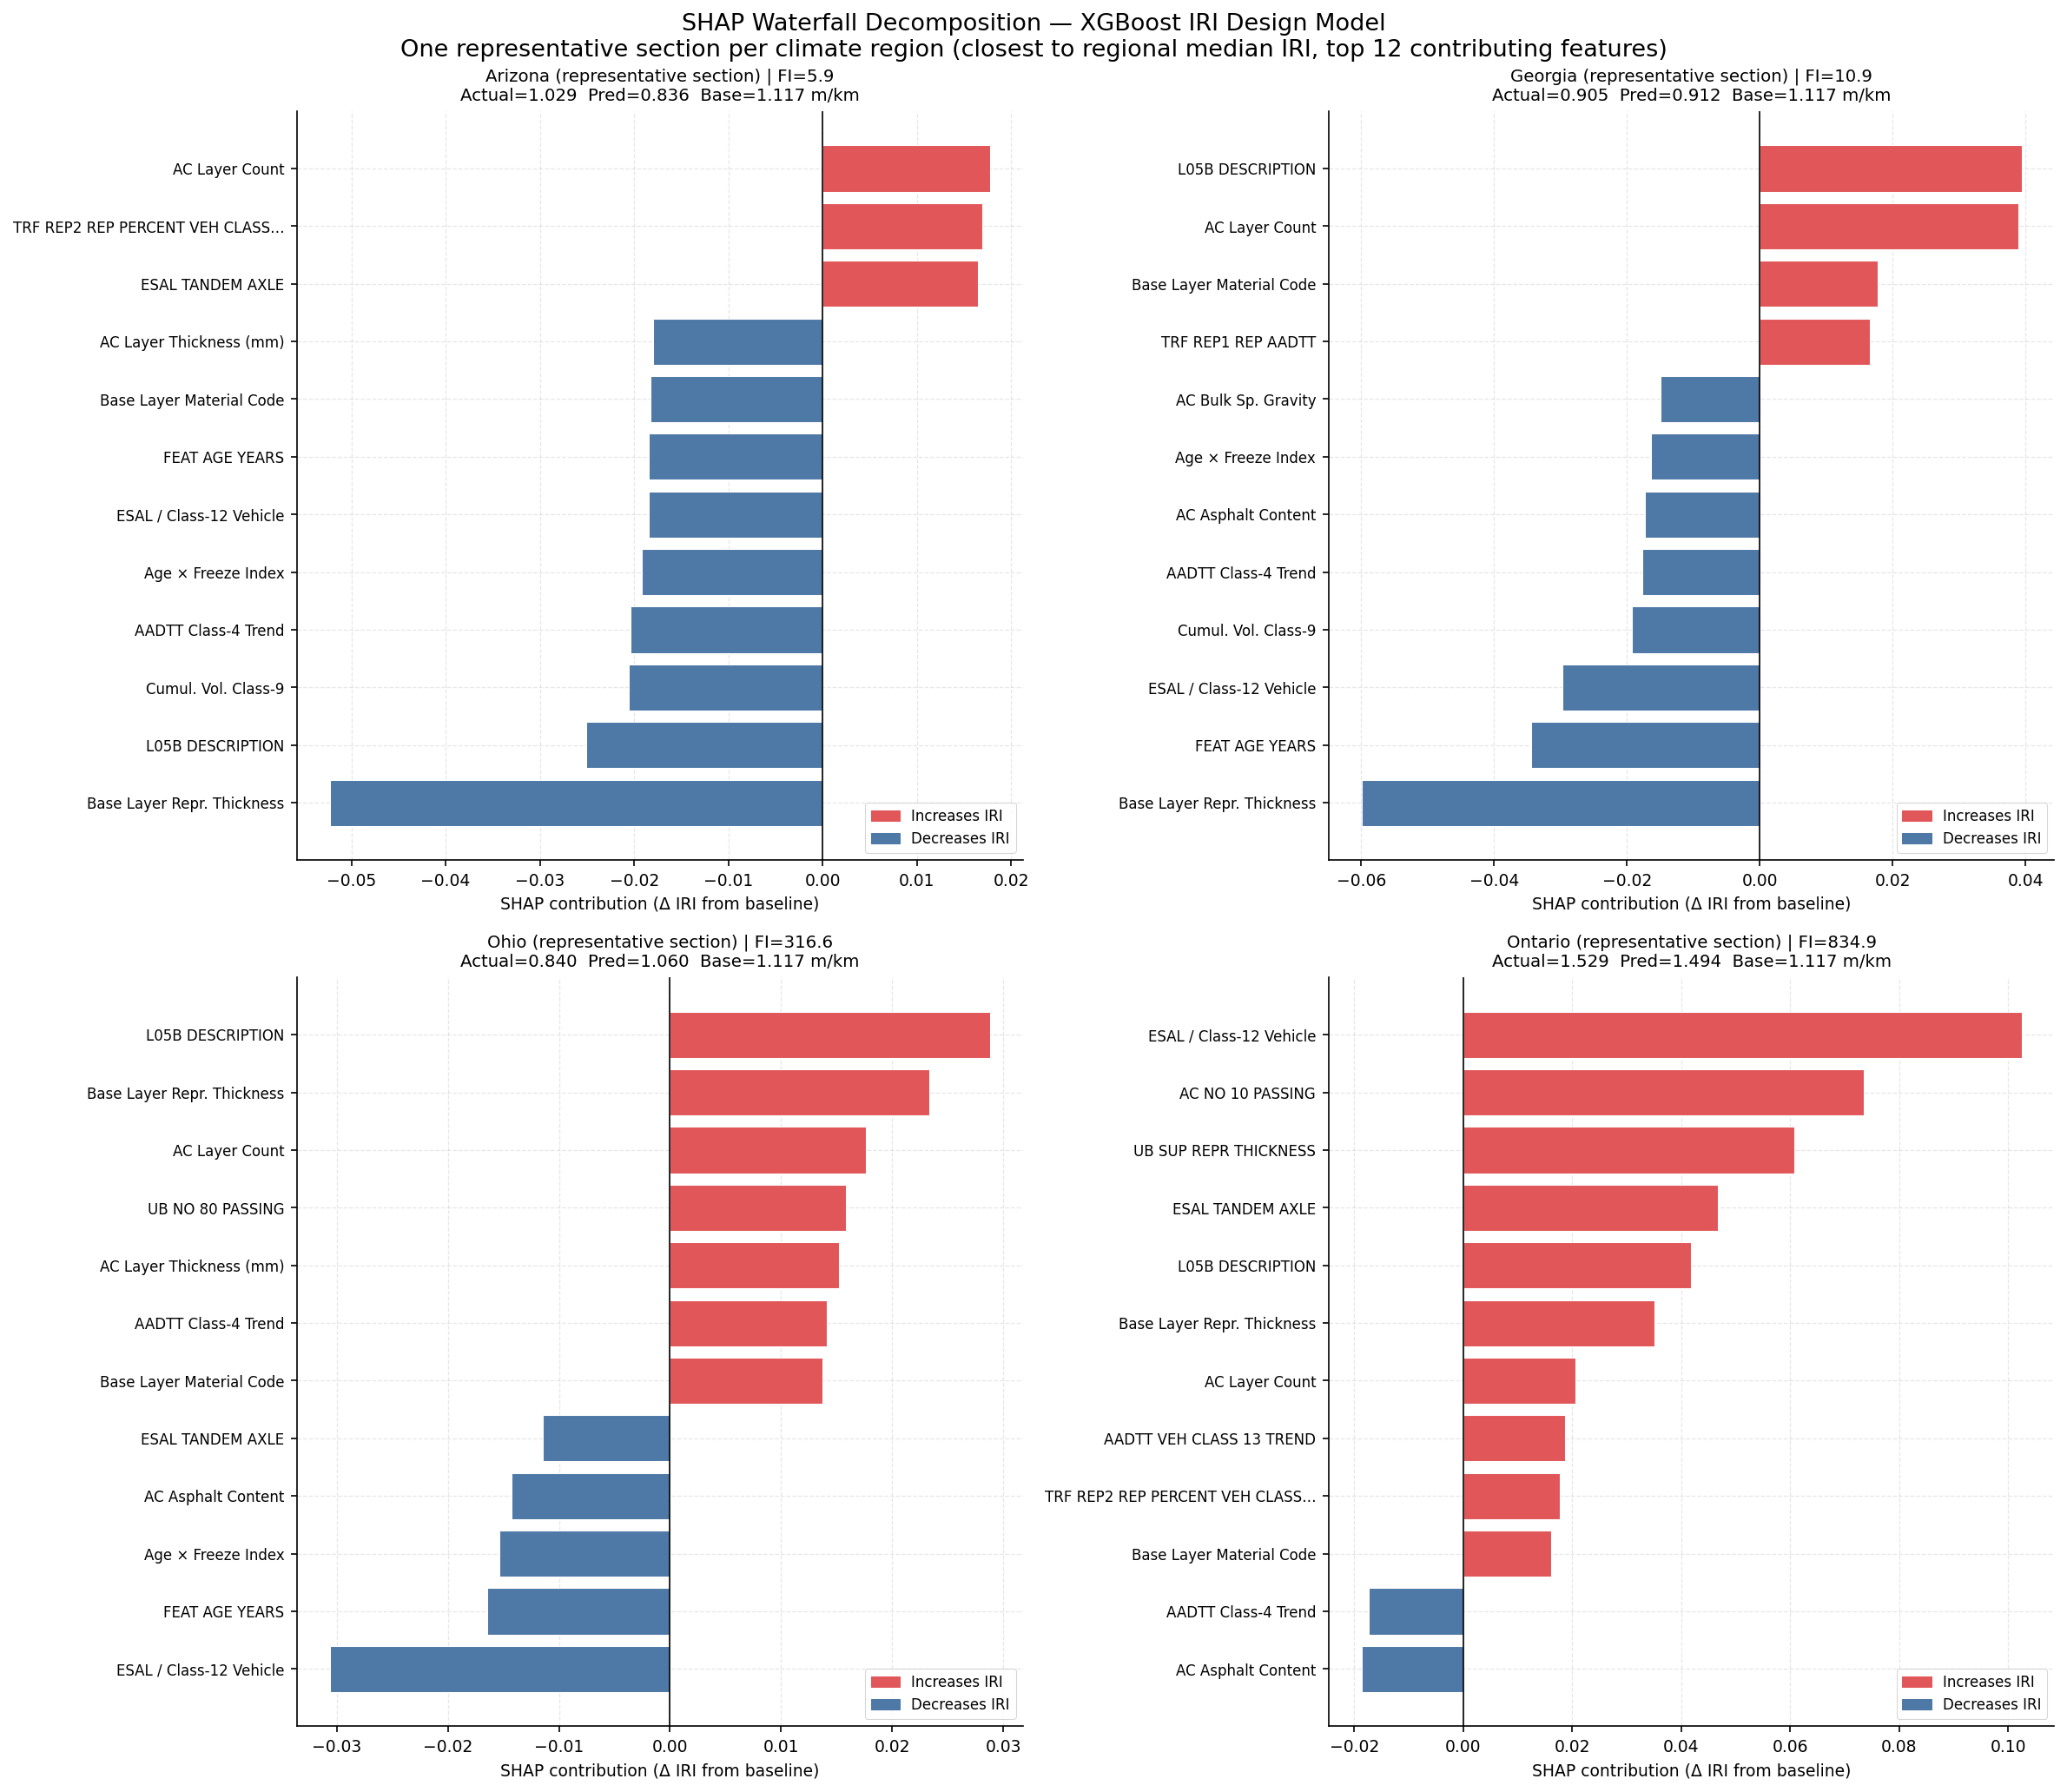 SHAP Waterfall Decomposition — XGBoost IRI Design Model
One representative section per climate region (closest to regional median IRI, top 12 contributing features)
Arizona (representative section) | FI=5.9
Actual=1.029  Pred=0.836  Base=1.117 m/km
AC Layer Count
TRF REP2 REP PERCENT VEH CLASS...
ESAL TANDEM AXLE
AC Layer Thickness (mm)
Base Layer Material Code
FEAT AGE YEARS
ESAL / Class-12 Vehicle
Age × Freeze Index
AADTT Class-4 Trend
Cumul. Vol. Class-9
L05B DESCRIPTION
Base Layer Repr. Thickness
Increases IRI
Decreases IRI
−0.05 −0.04 −0.03 −0.02 −0.01 0.00 0.01 0.02
SHAP contribution (Δ IRI from baseline)
Georgia (representative section) | FI=10.9
Actual=0.905  Pred=0.912  Base=1.117 m/km
L05B DESCRIPTION
AC Layer Count
Base Layer Material Code
TRF REP1 REP AADTT
AC Bulk Sp. Gravity
Age × Freeze Index
AC Asphalt Content
AADTT Class-4 Trend
Cumul. Vol. Class-9
ESAL / Class-12 Vehicle
FEAT AGE YEARS
Base Layer Repr. Thickness
Increases IRI
Decreases IRI
−0.06 −0.04 −0.02 0.00 0.02 0.04
SHAP contribution (Δ IRI from baseline)
Ohio (representative section) | FI=316.6
Actual=0.840  Pred=1.060  Base=1.117 m/km
L05B DESCRIPTION
Base Layer Repr. Thickness
AC Layer Count
UB NO 80 PASSING
AC Layer Thickness (mm)
AADTT Class-4 Trend
Base Layer Material Code
ESAL TANDEM AXLE
AC Asphalt Content
Age × Freeze Index
FEAT AGE YEARS
ESAL / Class-12 Vehicle
Increases IRI
Decreases IRI
−0.03 −0.02 −0.01 0.00 0.01 0.02 0.03
SHAP contribution (Δ IRI from baseline)
Ontario (representative section) | FI=834.9
Actual=1.529  Pred=1.494  Base=1.117 m/km
ESAL / Class-12 Vehicle
AC NO 10 PASSING
UB SUP REPR THICKNESS
ESAL TANDEM AXLE
L05B DESCRIPTION
Base Layer Repr. Thickness
AC Layer Count
AADTT VEH CLASS 13 TREND
TRF REP2 REP PERCENT VEH CLASS...
Base Layer Material Code
AADTT Class-4 Trend
AC Asphalt Content
Increases IRI
Decreases IRI
−0.02 0.00 0.02 0.04 0.06 0.08 0.10
SHAP contribution (Δ IRI from baseline)